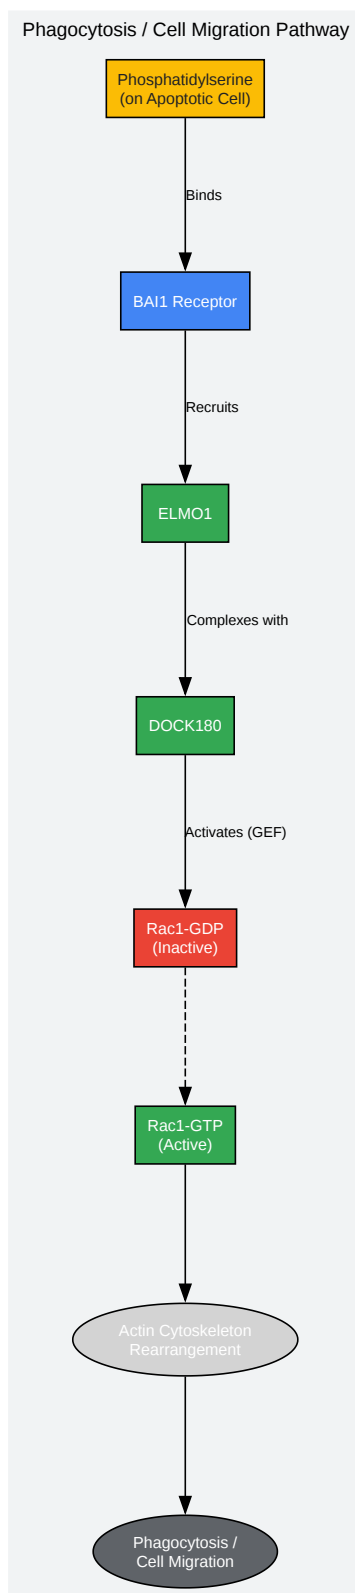 Phagocytosis / Cell Migration Pathway
Phosphatidylserine
(on Apoptotic Cell)
Binds
BAI1 Receptor
Recruits
ELMO1
Complexes with
DOCK180
Activates (GEF)
Rac1-GDP
(Inactive)
Rac1-GTP
(Active)
Actin Cytoskeleton
Rearrangement
Phagocytosis /
Cell Migration